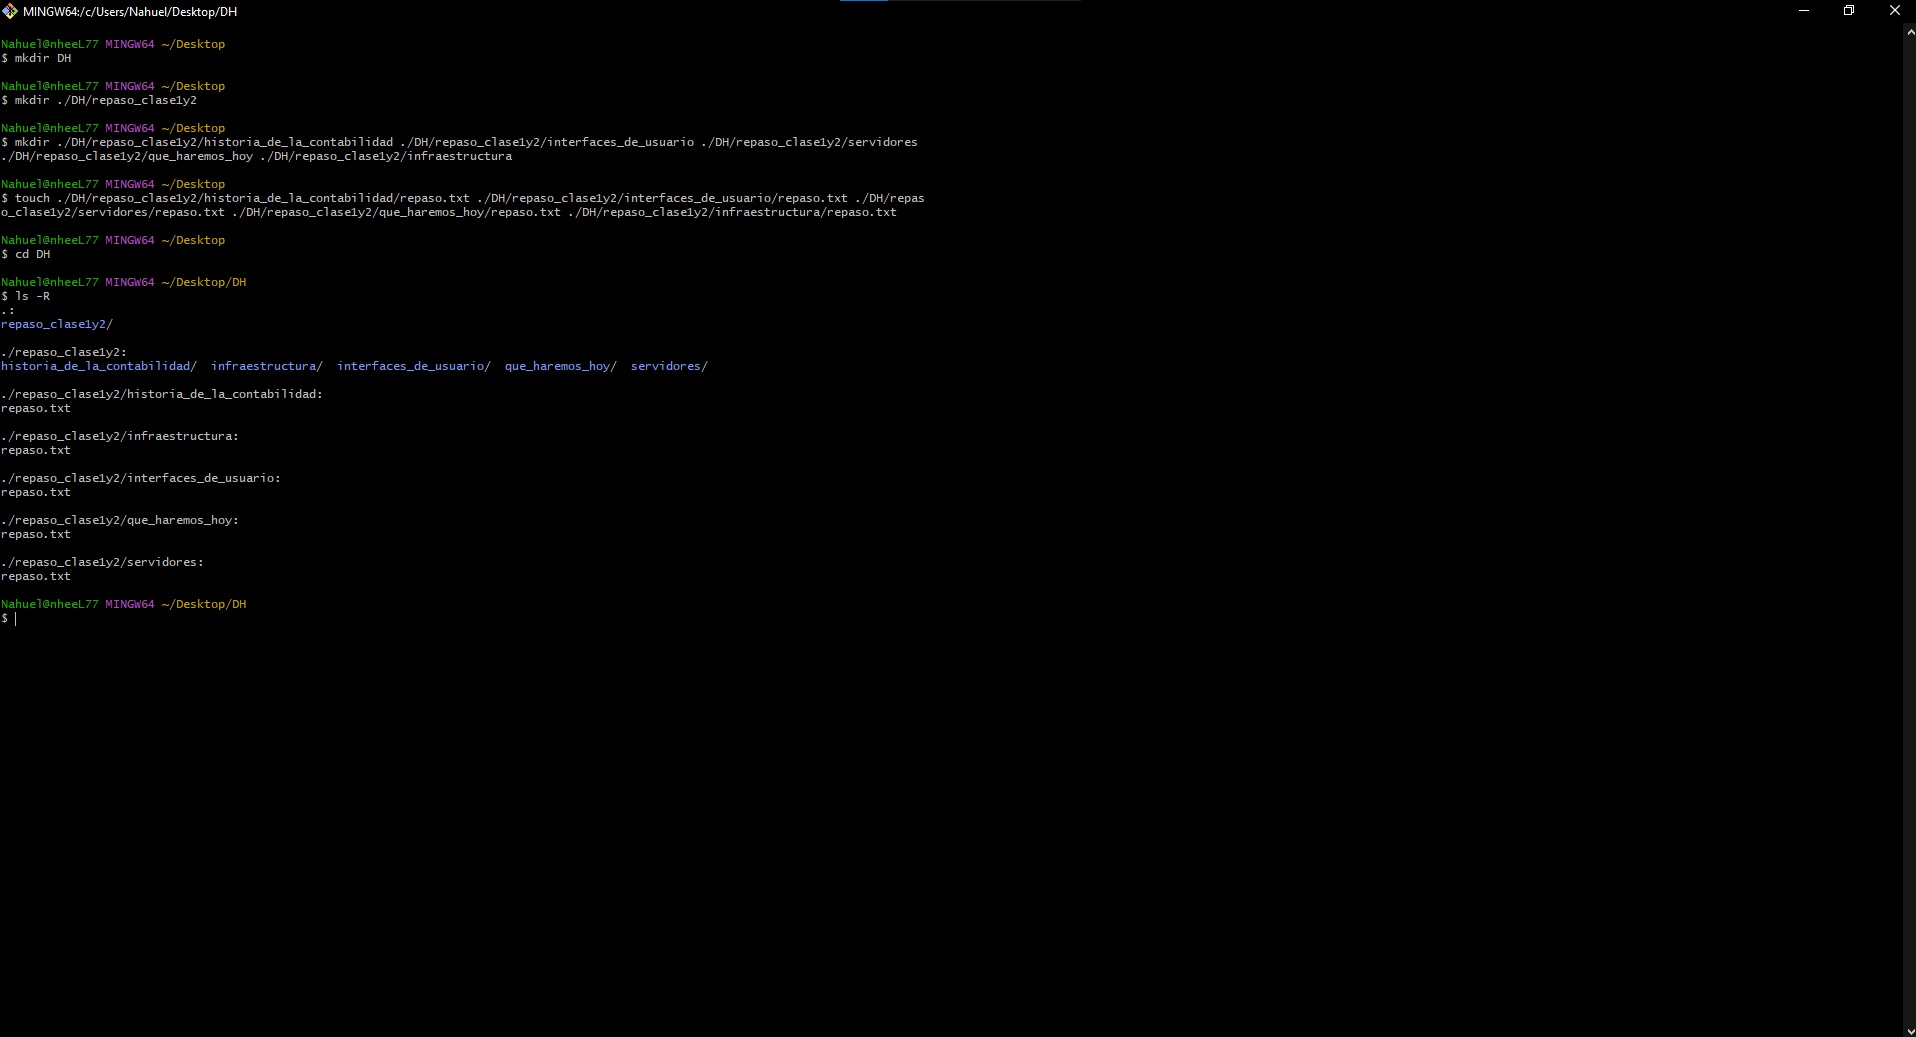 MINGW64:/c/Users/Nahuel/Desktop/DH
Nahuel@nheeL77 MINGW64 ~/Desktop
$ mkdir DH
Nahuel@nheeL77 MINGW64 ~/Desktop
$ mkdir ./DH/repaso_clase1y2
Nahuel@nheeL77 MINGW64 ~/Desktop
$ mkdir ./DH/repaso_clase1y2/historia_de_la_contabilidad ./DH/repaso_clase1y2/interfaces_de_usuario ./DH/repaso_clase1y2/servidores
./DH/repaso_clase1y2/que_haremos_hoy ./DH/repaso_clase1y2/infraestructura
Nahuel@nheeL77 MINGW64 ~/Desktop
$ touch ./DH/repaso_clase1y2/historia_de_la_contabilidad/repaso.txt ./DH/repaso_clase1y2/interfaces_de_usuario/repaso.txt ./DH/repas
o_clase1y2/servidores/repaso.txt ./DH/repaso_clase1y2/que_haremos_hoy/repaso.txt ./DH/repaso_clase1y2/infraestructura/repaso.txt
Nahuel@nheeL77 MINGW64 ~/Desktop
$ cd DH
Nahuel@nheeL77 MINGW64 ~/Desktop/DH
$ ls -R
.:
repaso_clase1y2/
./repaso_clase1y2:
historia_de_la_contabilidad/  infraestructura/  interfaces_de_usuario/  que_haremos_hoy/  servidores/
./repaso_clase1y2/historia_de_la_contabilidad:
repaso.txt
./repaso_clase1y2/infraestructura:
repaso.txt
./repaso_clase1y2/interfaces_de_usuario:
repaso.txt
./repaso_clase1y2/que_haremos_hoy:
repaso.txt
./repaso_clase1y2/servidores:
repaso.txt
Nahuel@nheeL77 MINGW64 ~/Desktop/DH
$